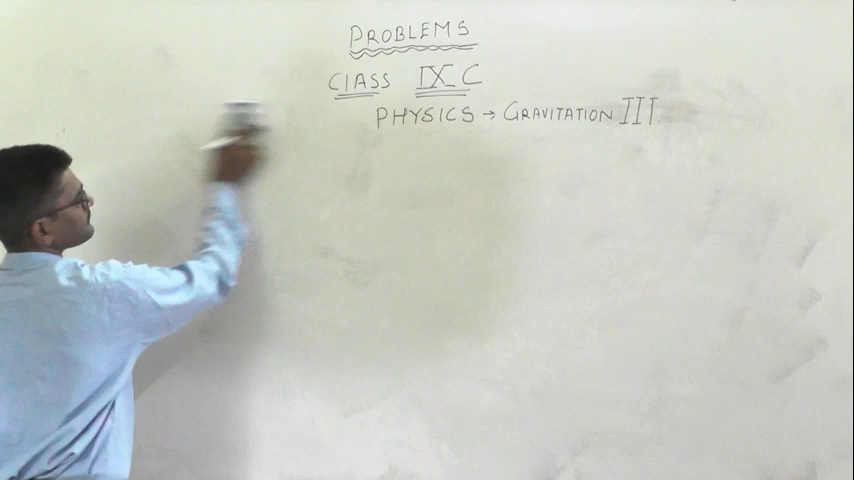 PROBLEMS
CLASS IX C
PHYSICS → GRAVITATION III